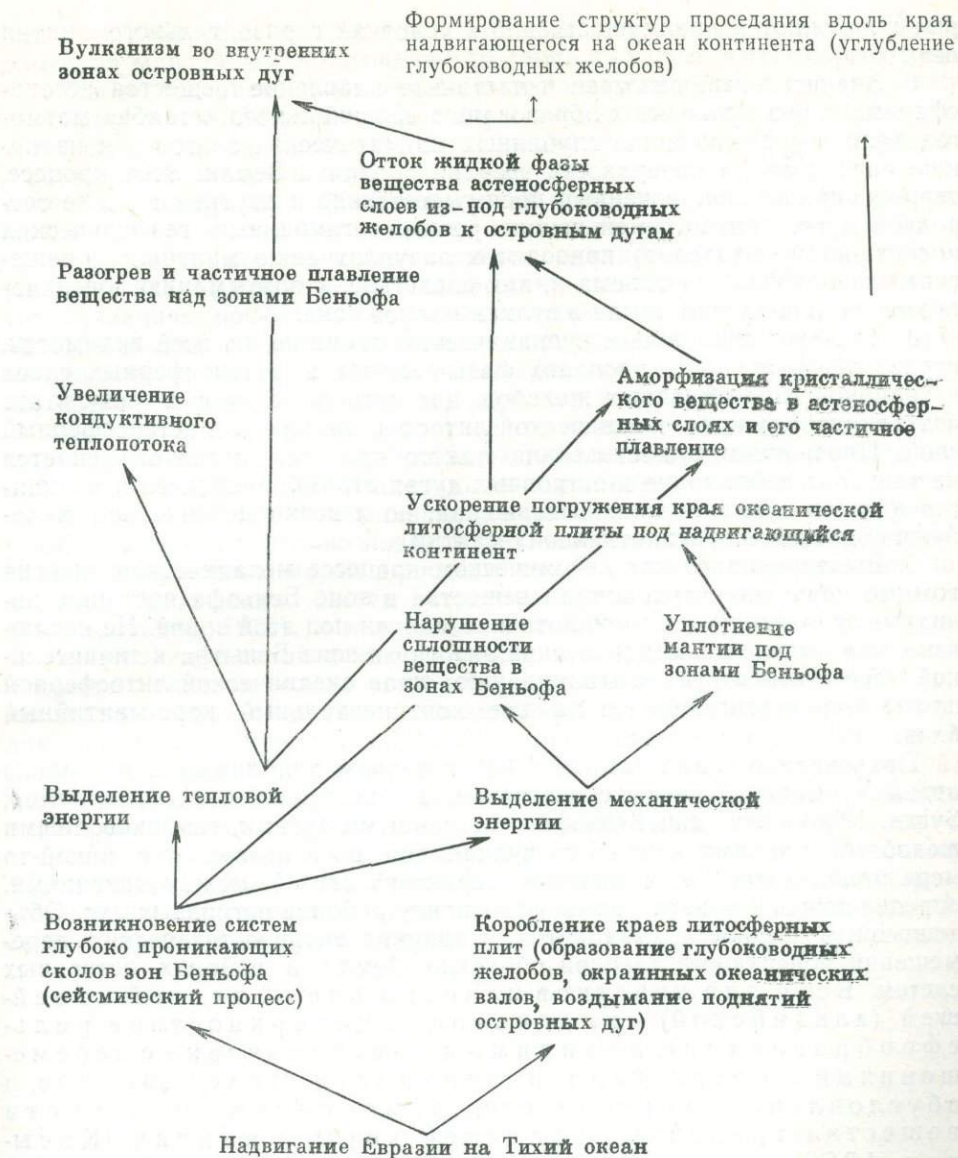 Формирование структур проседания вдоль края
надвигающегося на океан континента (углубление
глубоководных желобов)
Вулканизм во внутренних
зонах островных дуг
Отток жидкой фазы
вещества астеносферных
слоев из-под глубоководных
желобов к островным дугам
Разогрев и частичное плавление
вещества над зонами Беньофа
Увеличение
кондуктивного
теплопотока
Аморфизация кристалличес-
кого вещества в астеносфер-
ных слоях и его частичное
плавление
Ускорение погружения края океанической
литосферной плиты под надвигающийся
континент
Нарушение
сплошности
вещества в
зонах Беньофа
Уплотнение
мантии под
зонами Беньофа
Выделение тепловой
энергии
Выделение механической
энергии
Возникновение систем
глубоко проникающих
сколов зон Беньофа
(сейсмический процесс)
Коробление краев литосферных
плит (образование глубоководных
желобов, окраинных океанических
валов, воздымание поднятий
островных дуг)
Надвигание Евразии на Тихий океан